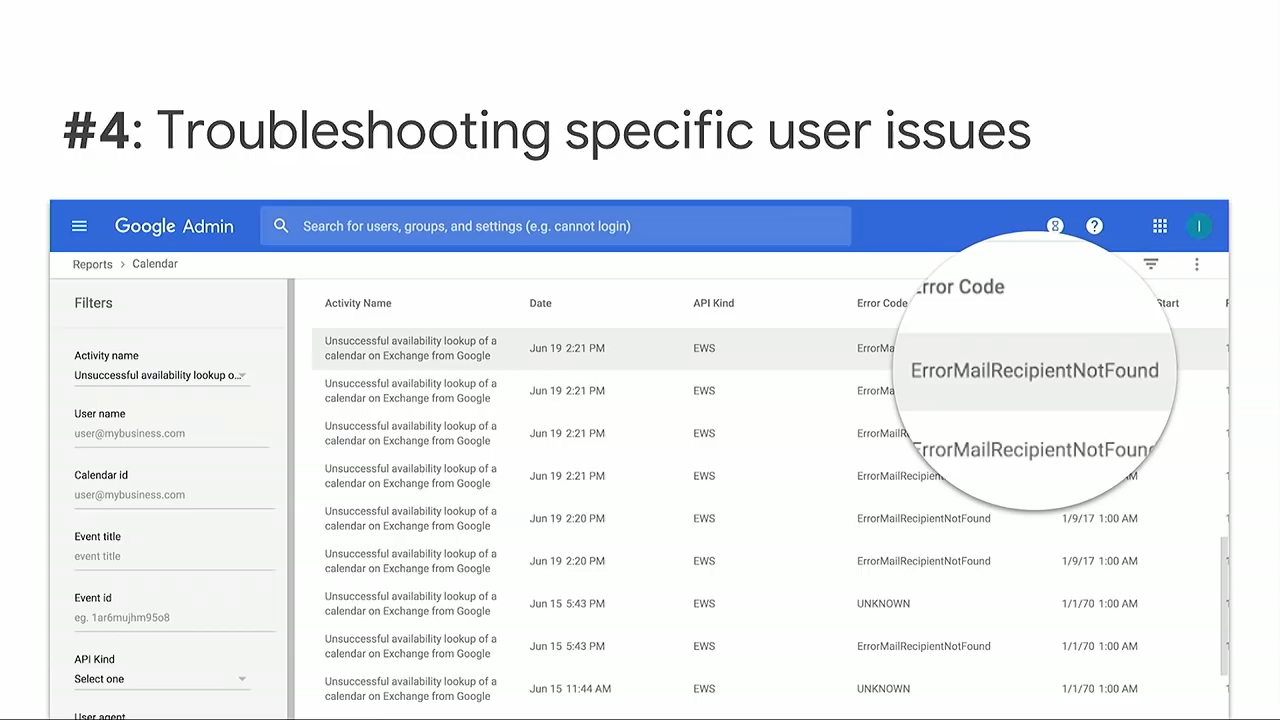 #4: Troubleshooting specific user issues
Google Admin
Search for users, groups, and settings (e.g. cannot login)
I
Reports > Calendar
Filters
Activity name
Unsuccessful availability lookup o...
User name
user@mybusiness.com
Calendar id
user@mybusiness.com
Event title
event title
Event id
eg. 1ar6mujhm95o8
API Kind
Select one
User agent
Activity Name Date API Kind Error Code Start
Unsuccessful availability lookup of a
calendar on Exchange from Google
Jun 19 2:21 PM EWS ErrorMa
Unsuccessful availability lookup of a
calendar on Exchange from Google
Jun 19 2:21 PM EWS ErrorMa
Unsuccessful availability lookup of a
calendar on Exchange from Google
Jun 19 2:21 PM EWS ErrorMailR
Unsuccessful availability lookup of a
calendar on Exchange from Google
Jun 19 2:21 PM EWS ErrorMailRecipien
Unsuccessful availability lookup of a
calendar on Exchange from Google
Jun 19 2:20 PM EWS ErrorMailRecipientNotFound 1/9/17 1:00 AM
Unsuccessful availability lookup of a
calendar on Exchange from Google
Jun 19 2:20 PM EWS ErrorMailRecipientNotFound 1/9/17 1:00 AM
Unsuccessful availability lookup of a
calendar on Exchange from Google
Jun 15 5:43 PM EWS UNKNOWN 1/1/70 1:00 AM
Unsuccessful availability lookup of a
calendar on Exchange from Google
Jun 15 5:43 PM EWS ErrorMailRecipientNotFound 1/1/70 1:00 AM
Unsuccessful availability lookup of a
calendar on Exchange from Google
Jun 15 11:44 AM EWS UNKNOWN 1/1/70 1:00 AM
Error Code
ErrorMailRecipientNotFound
ErrorMailRecipientNotFound